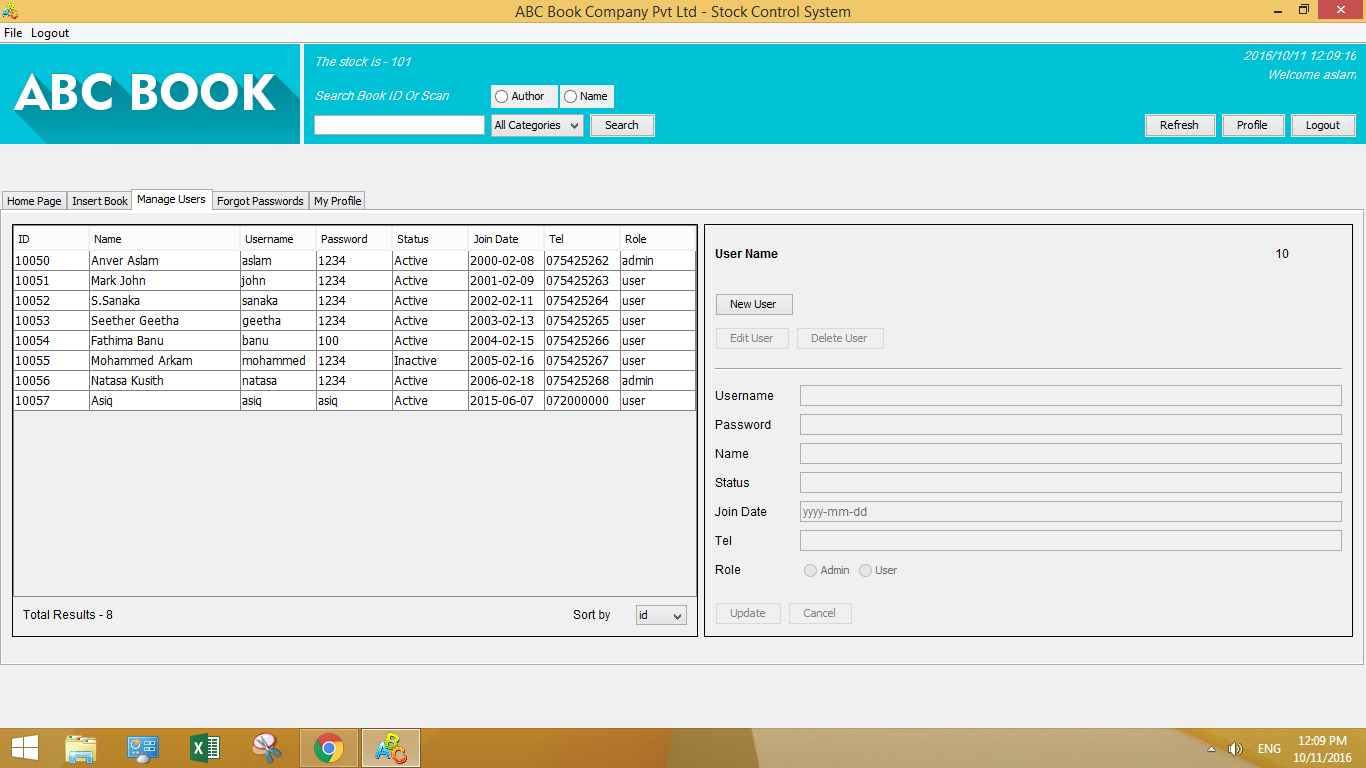 ABC Book Company Pvt Ltd - Stock Control System
File Logout
ABC BOOK
The stock is - 101
2016/10/11 12:09:16
Welcome aslam
Search Book ID Or Scan
Author Name
All Categories Search
Refresh Profile Logout
Home Page Insert Book Manage Users Forgot Passwords My Profile
ID Name Username Password Status Join Date Tel Role
10050 Anver Aslam aslam 1234 Active 2000-02-08 075425262 admin
10051 Mark John john 1234 Active 2001-02-09 075425263 user
10052 S.Sanaka sanaka 1234 Active 2002-02-11 075425264 user
10053 Seether Geetha geetha 1234 Active 2003-02-13 075425265 user
10054 Fathima Banu banu 100 Active 2004-02-15 075425266 user
10055 Mohammed Arkam mohammed 1234 Inactive 2005-02-16 075425267 user
10056 Natasa Kusith natasa 1234 Active 2006-02-18 075425268 admin
10057 Asiq asiq asiq Active 2015-06-07 072000000 user
Total Results - 8 Sort by id
User Name 10
New User
Edit User Delete User
Username
Password
Name
Status
Join Date yyyy-mm-dd
Tel
Role Admin User
Update Cancel
ABC
ENG
12:09 PM
10/11/2016